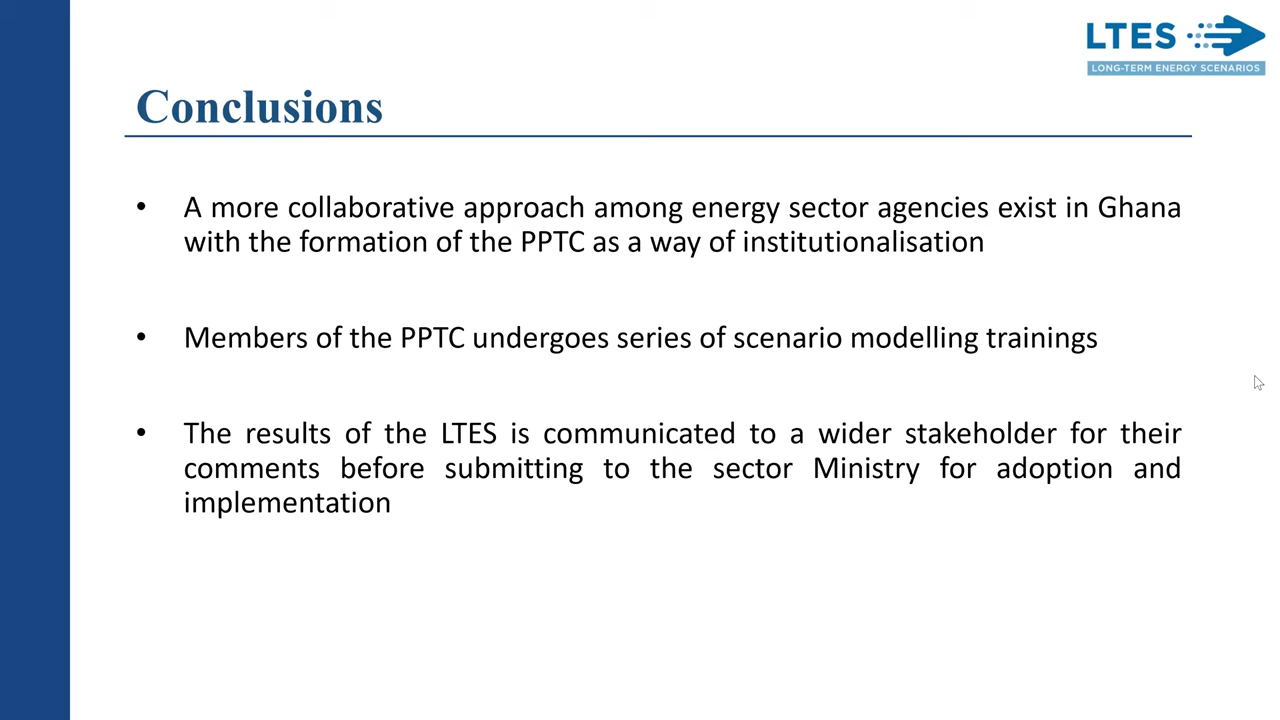 LTES
LONG-TERM ENERGY SCENARIOS
Conclusions
• A more collaborative approach among energy sector agencies exist in Ghana
with the formation of the PPTC as a way of institutionalisation
• Members of the PPTC undergoes series of scenario modelling trainings
• The results of the LTES is communicated to a wider stakeholder for their
comments before submitting to the sector Ministry for adoption and
implementation